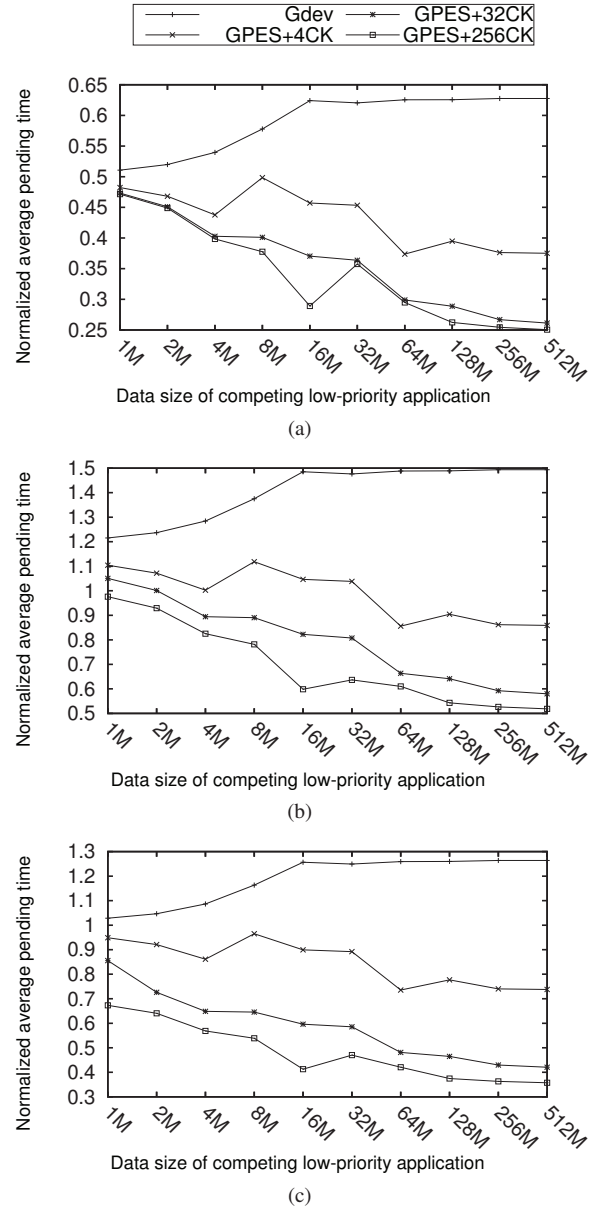 Gdev GPES+32CK
GPES+4CK GPES+256CK
0.65
0.6
0.55
0.5
0.45
0.4
0.35
0.3
0.25
Normalized average pending time
1M 2M 4M 8M 16M 32M 64M 128M 256M 512M
Data size of competing low-priority application
(a)
1.5
1.4
1.3
1.2
1.1
1
0.9
0.8
0.7
0.6
0.5
Normalized average pending time
1M 2M 4M 8M 16M 32M 64M 128M 256M 512M
Data size of competing low-priority application
(b)
1.3
1.2
1.1
1
0.9
0.8
0.7
0.6
0.5
0.4
0.3
Normalized average pending time
1M 2M 4M 8M 16M 32M 64M 128M 256M 512M
Data size of competing low-priority application
(c)